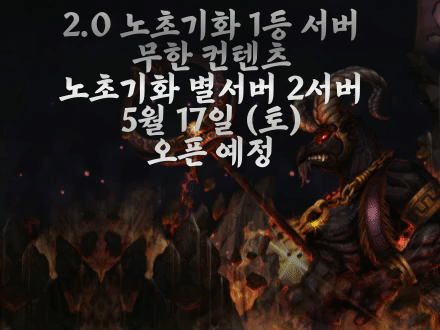 2.0 노초기화 1등 서버
무한 컨텐츠
노초기화 별서버 2서버
5월 17일 (토)
오픈 예정